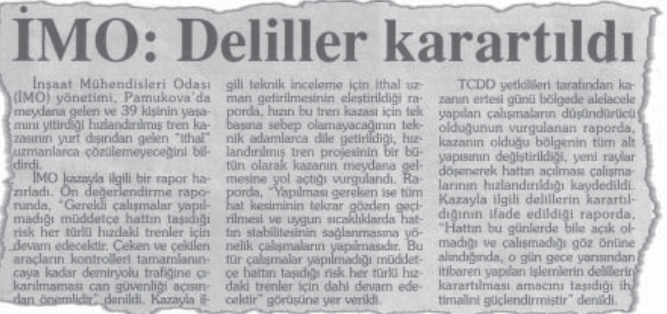 İMO: Deliller karartıldı
İnşaat Mühendisleri Odası
(İMO) yönetimi, Pamukova'da
meydana gelen ve 39 kişinin yaşa-
mını yitirdiği hızlandırılmış tren ka-
zasının yurt dışından gelen "ithal"
uzmanlarca çözülemeyeceğini bil-
dirdi.
İMO kazayla ilgili bir rapor ha-
zırladı. Ön değerlendirme rapo-
runda, "Gerekli çalışmalar yapıl-
madığı müddetçe hattın taşıdığı
risk her türlü hızdaki trenler için
devam edecektir. Çeken ve çekilen
araçların kontrolleri tamamlanın-
caya kadar demiryolu trafiğine çı-
karılmaması can güvenliği açısın-
dan önemlidir" denildi. Kazayla il-
gili teknik inceleme için ithal uz-
man getirilmesinin eleştirildiği ra-
porda, hızın bu tren kazası için tek
başına sebep olamayacağının tek-
nik adamlarca dile getirildiği, hız-
landırılmış tren projesinin bir bü-
tün olarak kazanın meydana gel-
mesine yol açtığı vurgulandı. Ra-
porda, "Yapılması gereken ise tüm
hat kesiminin tekrar gözden geçi-
rilmesi ve uygun sıcaklıklarda hat-
tın stabilitesinin sağlanmasına yö-
nelik çalışmaların yapılmasıdır. Bu
tür çalışmalar yapılmadığı müddet-
çe hattın taşıdığı risk her türlü hız-
daki trenler için dahi devam ede-
cektir" görüşüne yer verildi.
TCDD yetkilileri tarafından ka-
zanın ertesi günü bölgede alelacele
yapılan çalışmaların düşündürücü
olduğunun vurgulanan raporda,
kazanın olduğu bölgenin tüm alt
yapısının değiştirildiği, yeni raylar
döşenerek hattın açılması çalışma-
larının hızlandırıldığı kaydedildi.
Kazayla ilgili delillerin karartıl-
dığının ifade edildiği raporda,
"Hattın bu günlerde bile açık ol-
madığı ve çalışmadığı göz önüne
alındığında, o gün gece yarısından
itibaren yapılan işlemlerin delillerin
karartılması amacını taşıdığı ih-
timalini güçlendirmiştir" denildi.